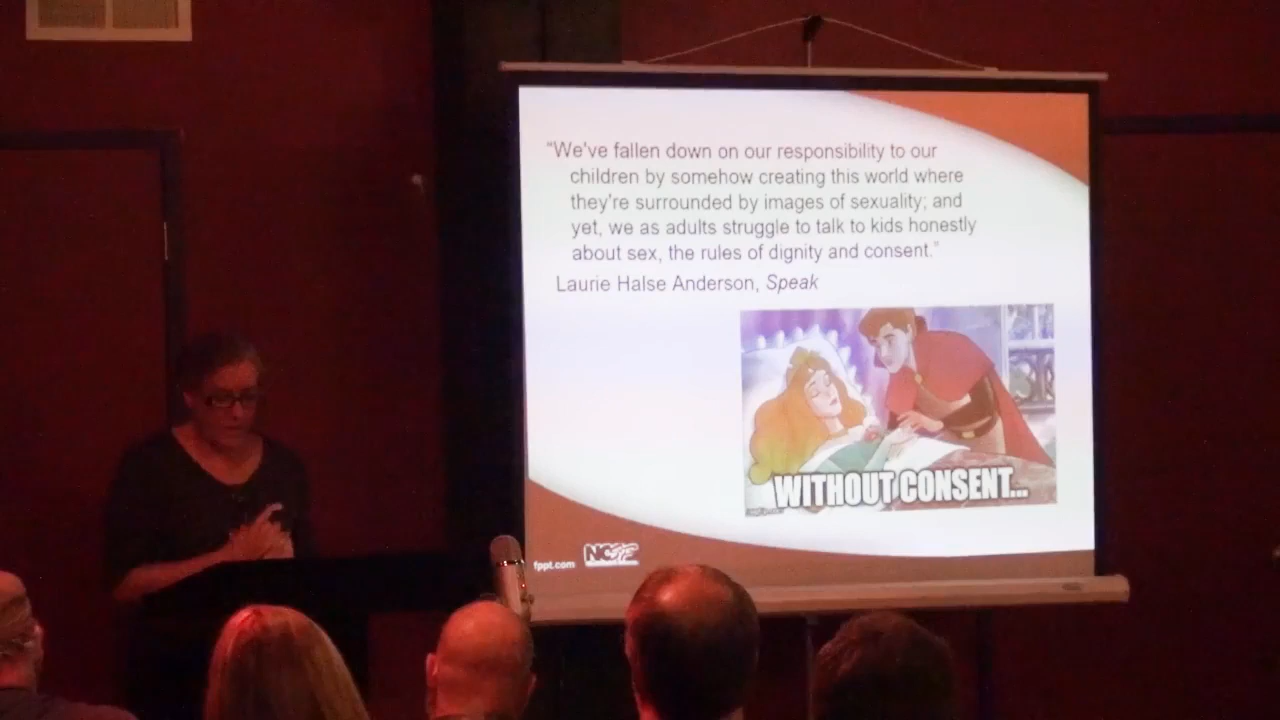 “We've fallen down on our responsibility to our
children by somehow creating this world where
they're surrounded by images of sexuality; and
yet, we as adults struggle to talk to kids honestly
about sex, the rules of dignity and consent.”
Laurie Halse Anderson, Speak
WITHOUT CONSENT...
fppt.com